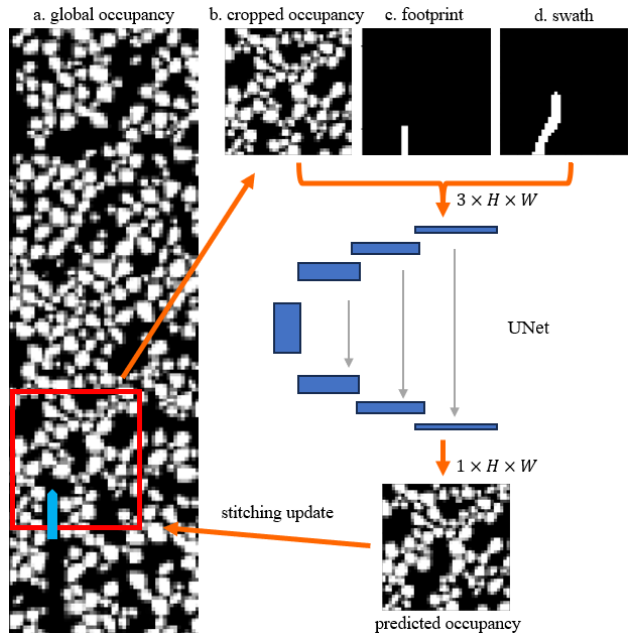 a. global occupancy
b. cropped occupancy
c. footprint
d. swath
3 × H × W
UNet
1 × H × W
stitching update
predicted occupancy